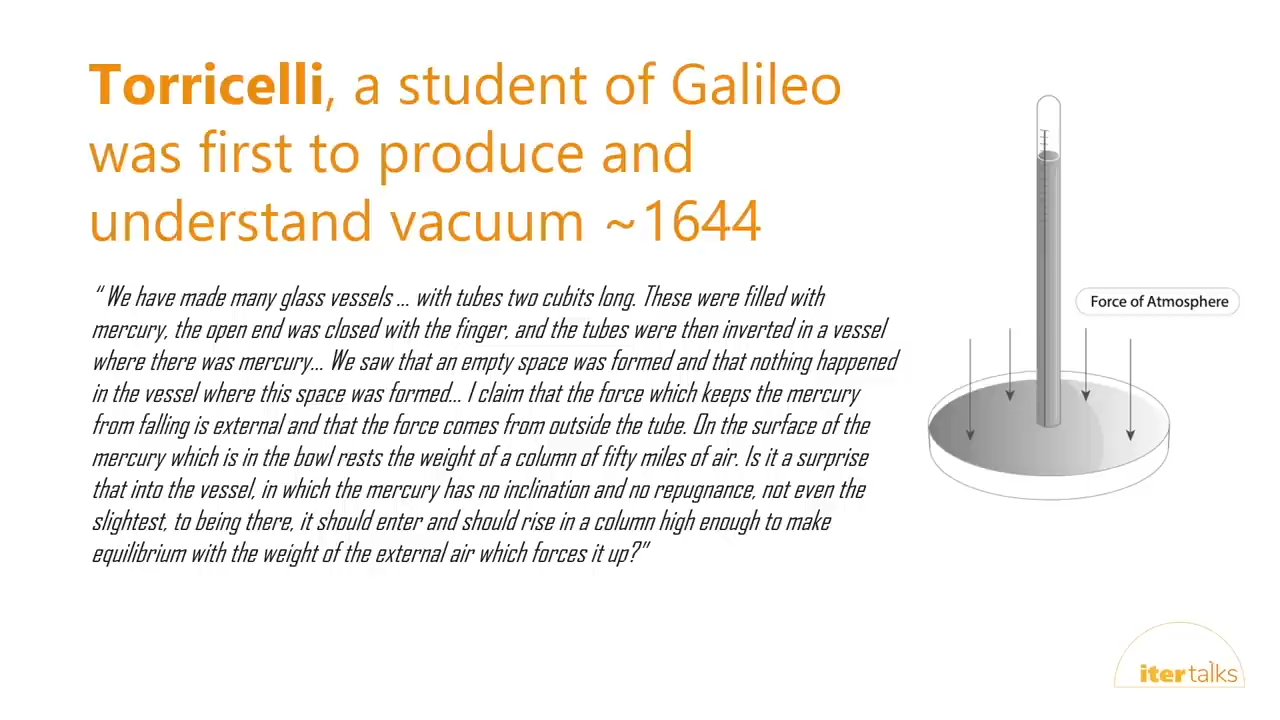 Torricelli, a student of Galileo
was first to produce and
understand vacuum ~1644
“ We have made many glass vessels ... with tubes two cubits long. These were filled with
mercury, the open end was closed with the finger, and the tubes were then inverted in a vessel
where there was mercury... We saw that an empty space was formed and that nothing happened
in the vessel where this space was formed... I claim that the force which keeps the mercury
from falling is external and that the force comes from outside the tube. On the surface of the
mercury which is in the bowl rests the weight of a column of fifty miles of air. Is it a surprise
that into the vessel, in which the mercury has no inclination and no repugnance, not even the
slightest, to being there, it should enter and should rise in a column high enough to make
equilibrium with the weight of the external air which forces it up?”
Force of Atmosphere
iter talks